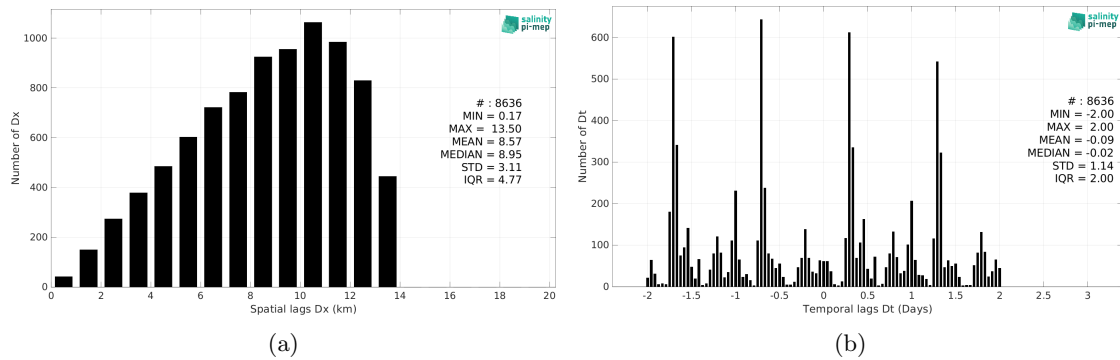 salinity
pi-mep
1000
800
600
400
200
0
Number of Dx
# : 8636
MIN = 0.17
MAX = 13.50
MEAN = 8.57
MEDIAN = 8.95
STD = 3.11
IQR = 4.77
0 2 4 6 8 10 12 14 16 18 20
Spatial lags Dx (km)
(a)
salinity
pi-mep
600
500
400
300
200
100
0
Number of Dt
# : 8636
MIN = -2.00
MAX = 2.00
MEAN = -0.09
MEDIAN = -0.02
STD = 1.14
IQR = 2.00
-2 -1.5 -1 -0.5 0 0.5 1 1.5 2 2.5 3
Temporal lags Dt (Days)
(b)